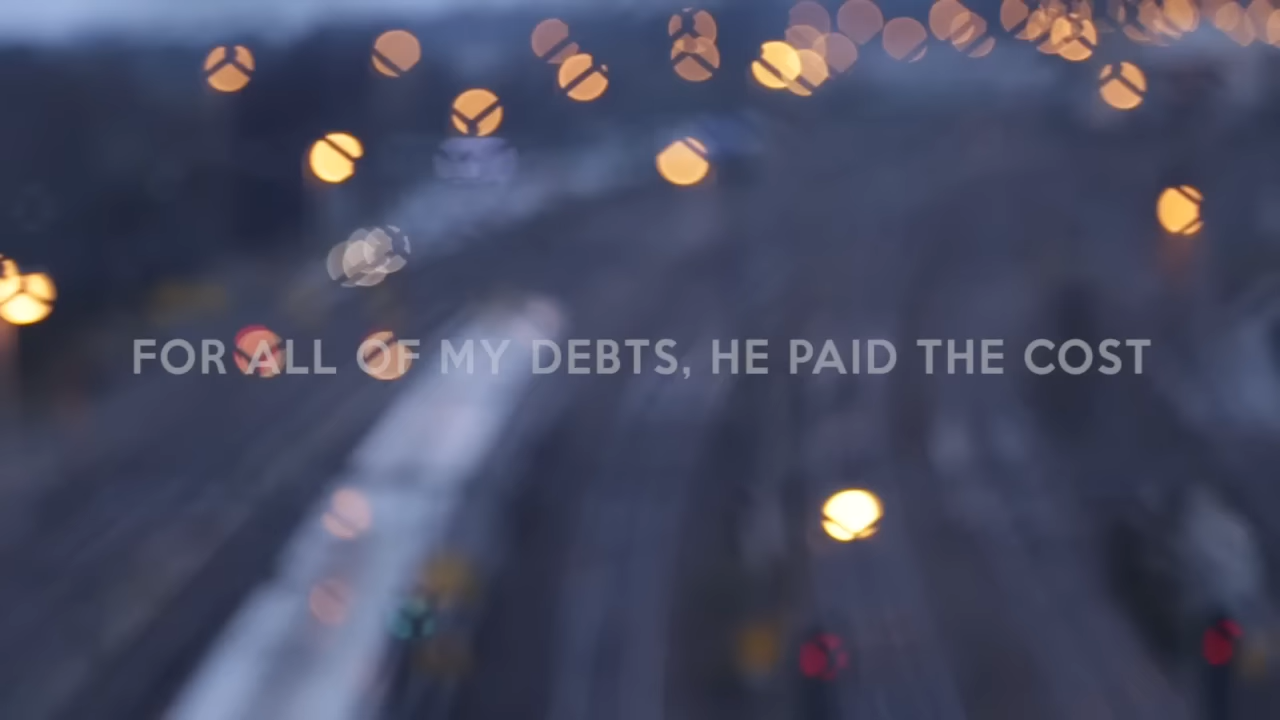 FOR ALL OF MY DEBTS, HE PAID THE COST